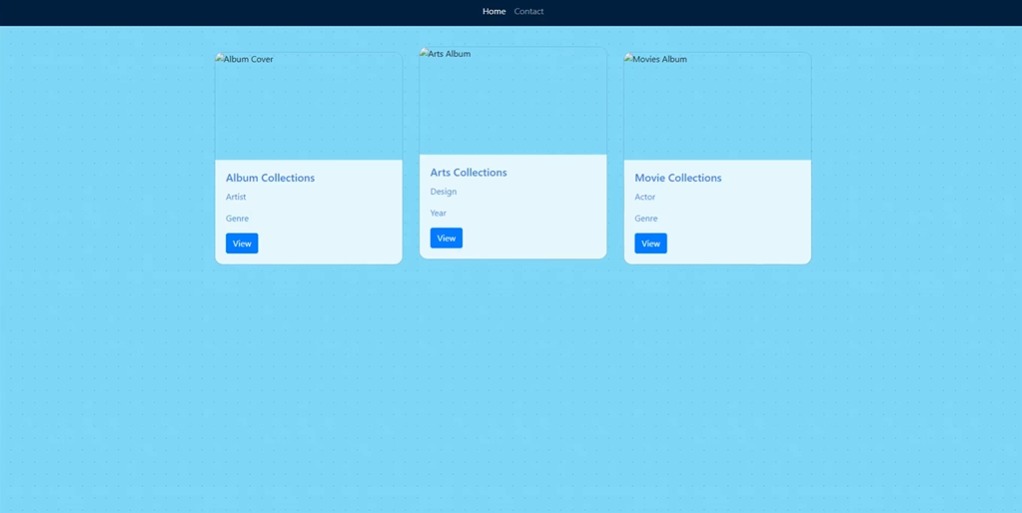 Home Contact
Album Cover
Album Collections
Artist
Genre
View
Arts Album
Arts Collections
Design
Year
View
Movies Album
Movie Collections
Actor
Genre
View